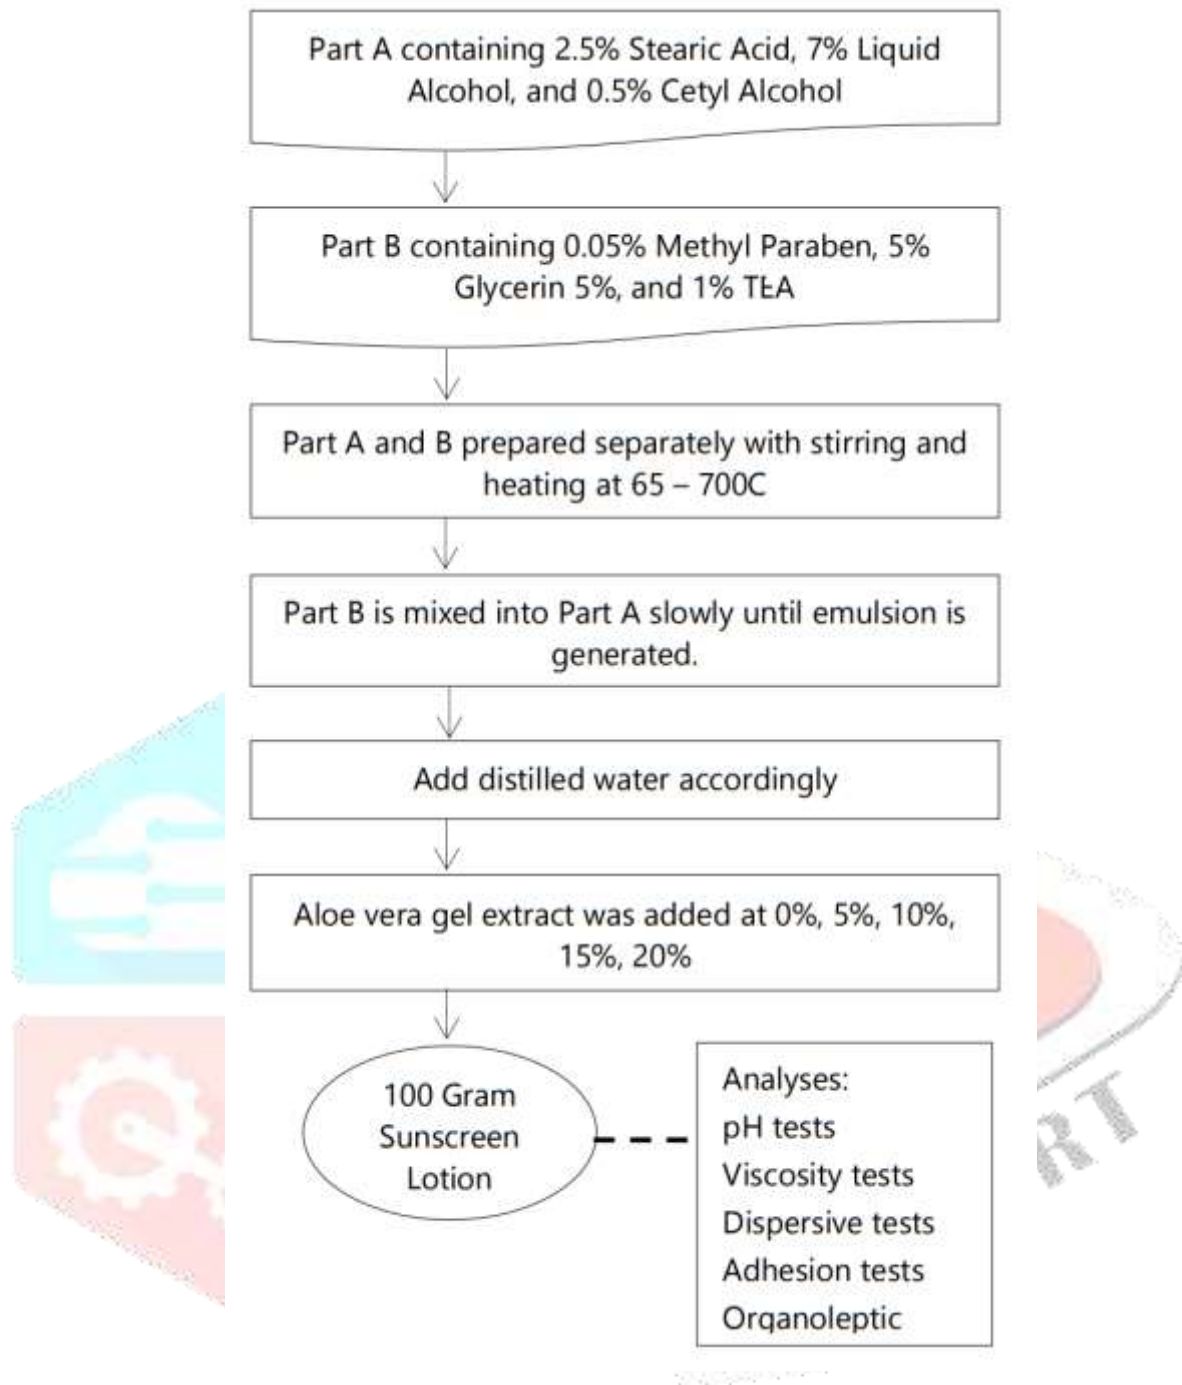 Part A containing 2.5% Stearic Acid, 7% Liquid
Alcohol, and 0.5% Cetyl Alcohol
Part B containing 0.05% Methyl Paraben, 5%
Glycerin 5%, and 1% TEA
Part A and B prepared separately with stirring and
heating at 65 – 700C
Part B is mixed into Part A slowly until emulsion is
generated.
Add distilled water accordingly
Aloe vera gel extract was added at 0%, 5%, 10%,
15%, 20%
100 Gram
Sunscreen
Lotion
Analyses:
pH tests
Viscosity tests
Dispersive tests
Adhesion tests
Organoleptic
RT